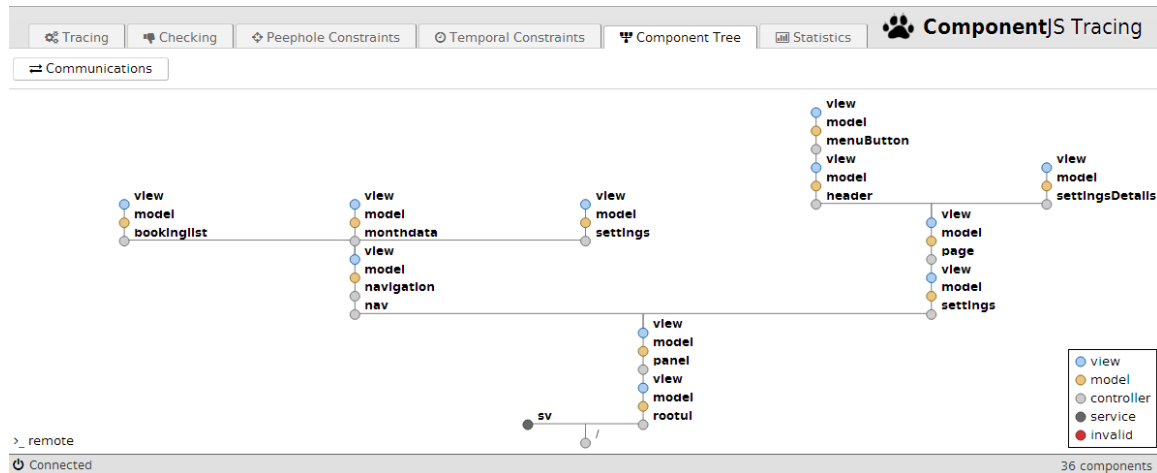 Tracing
Checking
Peephole Constraints
Temporal Constraints
Component Tree
Statistics
ComponentJS Tracing
Communications
view
model
menuButton
view
model
header
view
model
settingsDetails
view
model
bookinglist
view
model
monthdata
view
model
settings
view
model
navigation
nav
view
model
page
view
model
settings
view
model
panel
view
model
rootui
sv
/
view
model
controller
service
invalid
>_ remote
Connected
36 components